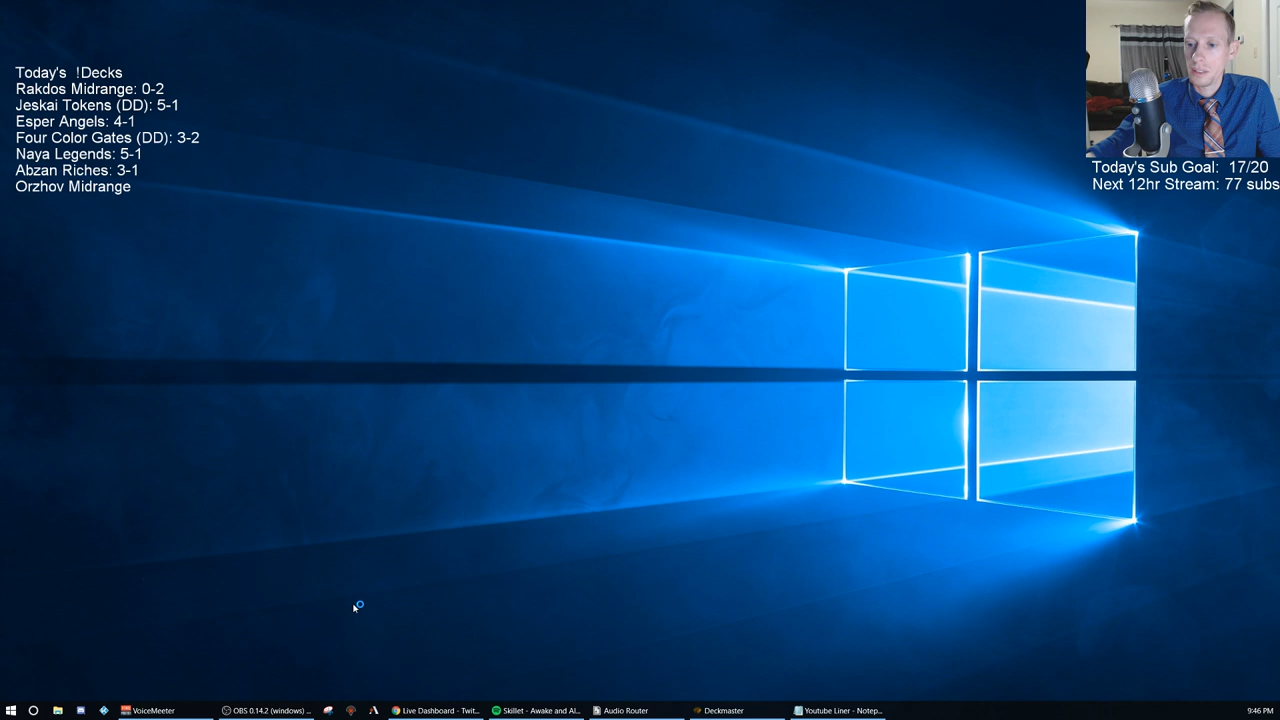 Today's !Decks
Rakdos Midrange: 0-2
Jeskai Tokens (DD): 5-1
Esper Angels: 4-1
Four Color Gates (DD): 3-2
Naya Legends: 5-1
Abzan Riches: 3-1
Orzhov Midrange
Today's Sub Goal: 17/20
Next 12hr Stream: 77 subs
VoiceMeeter
OBS 0.14.2 (windows) ...
Live Dashboard - Twit...
Skillet - Awake and Al...
Audio Router
Deckmaster
Youtube Liner - Notep...
9:46 PM